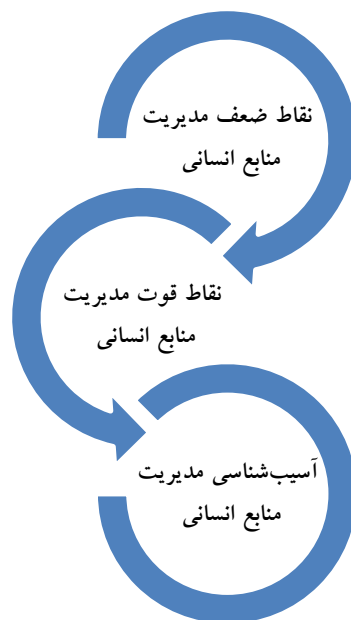 نقاط ضعف مدیریت
منابع انسانی
نقاط قوت مدیریت
منابع انسانی
آسیب‌شناسی مدیریت
منابع انسانی